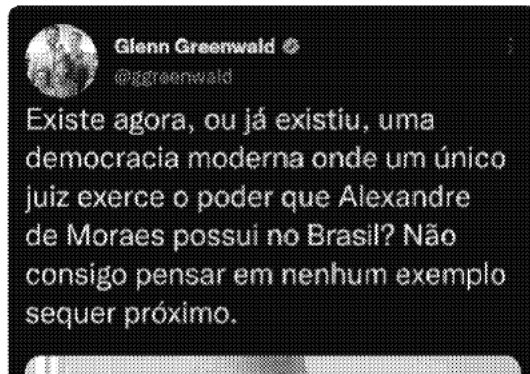 Glenn Greenwald
@ggreenwald
Existe agora, ou já existiu, uma
democracia moderna onde um único
juiz exerce o poder que Alexandre
de Moraes possui no Brasil? Não
consigo pensar em nenhum exemplo
sequer próximo.